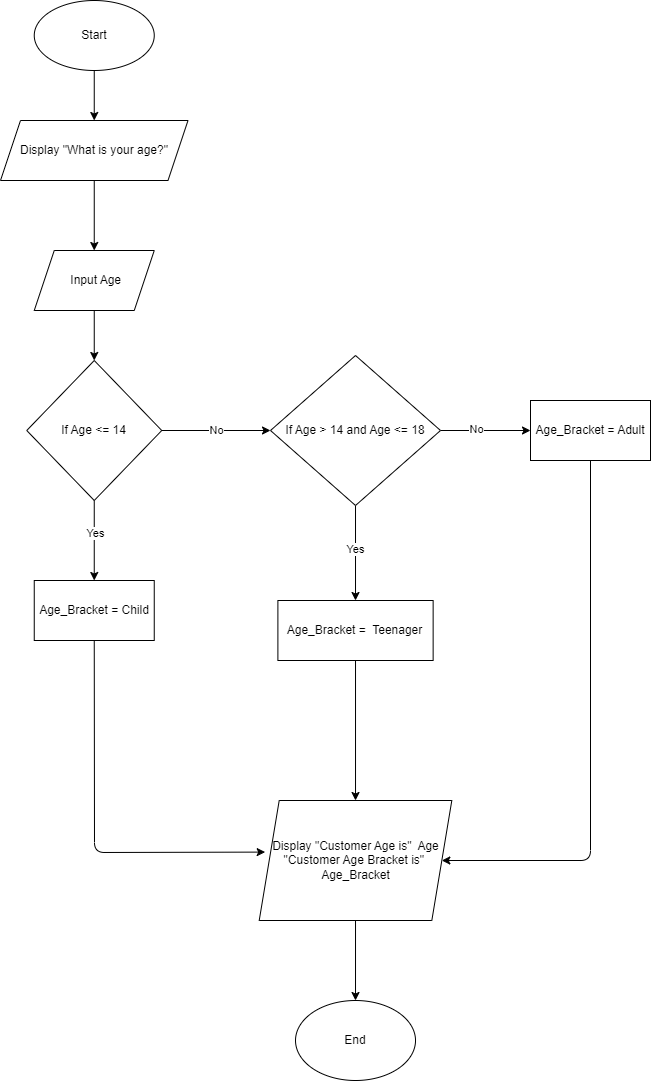 Start
Display "What is your age?"
Input Age
If Age <= 14
No
If Age > 14 and Age <= 18
No
Age_Bracket = Adult
Yes
Yes
Age_Bracket = Child
Age_Bracket =  Teenager
Display "Customer Age is"  Age
"Customer Age Bracket is"
Age_Bracket
End